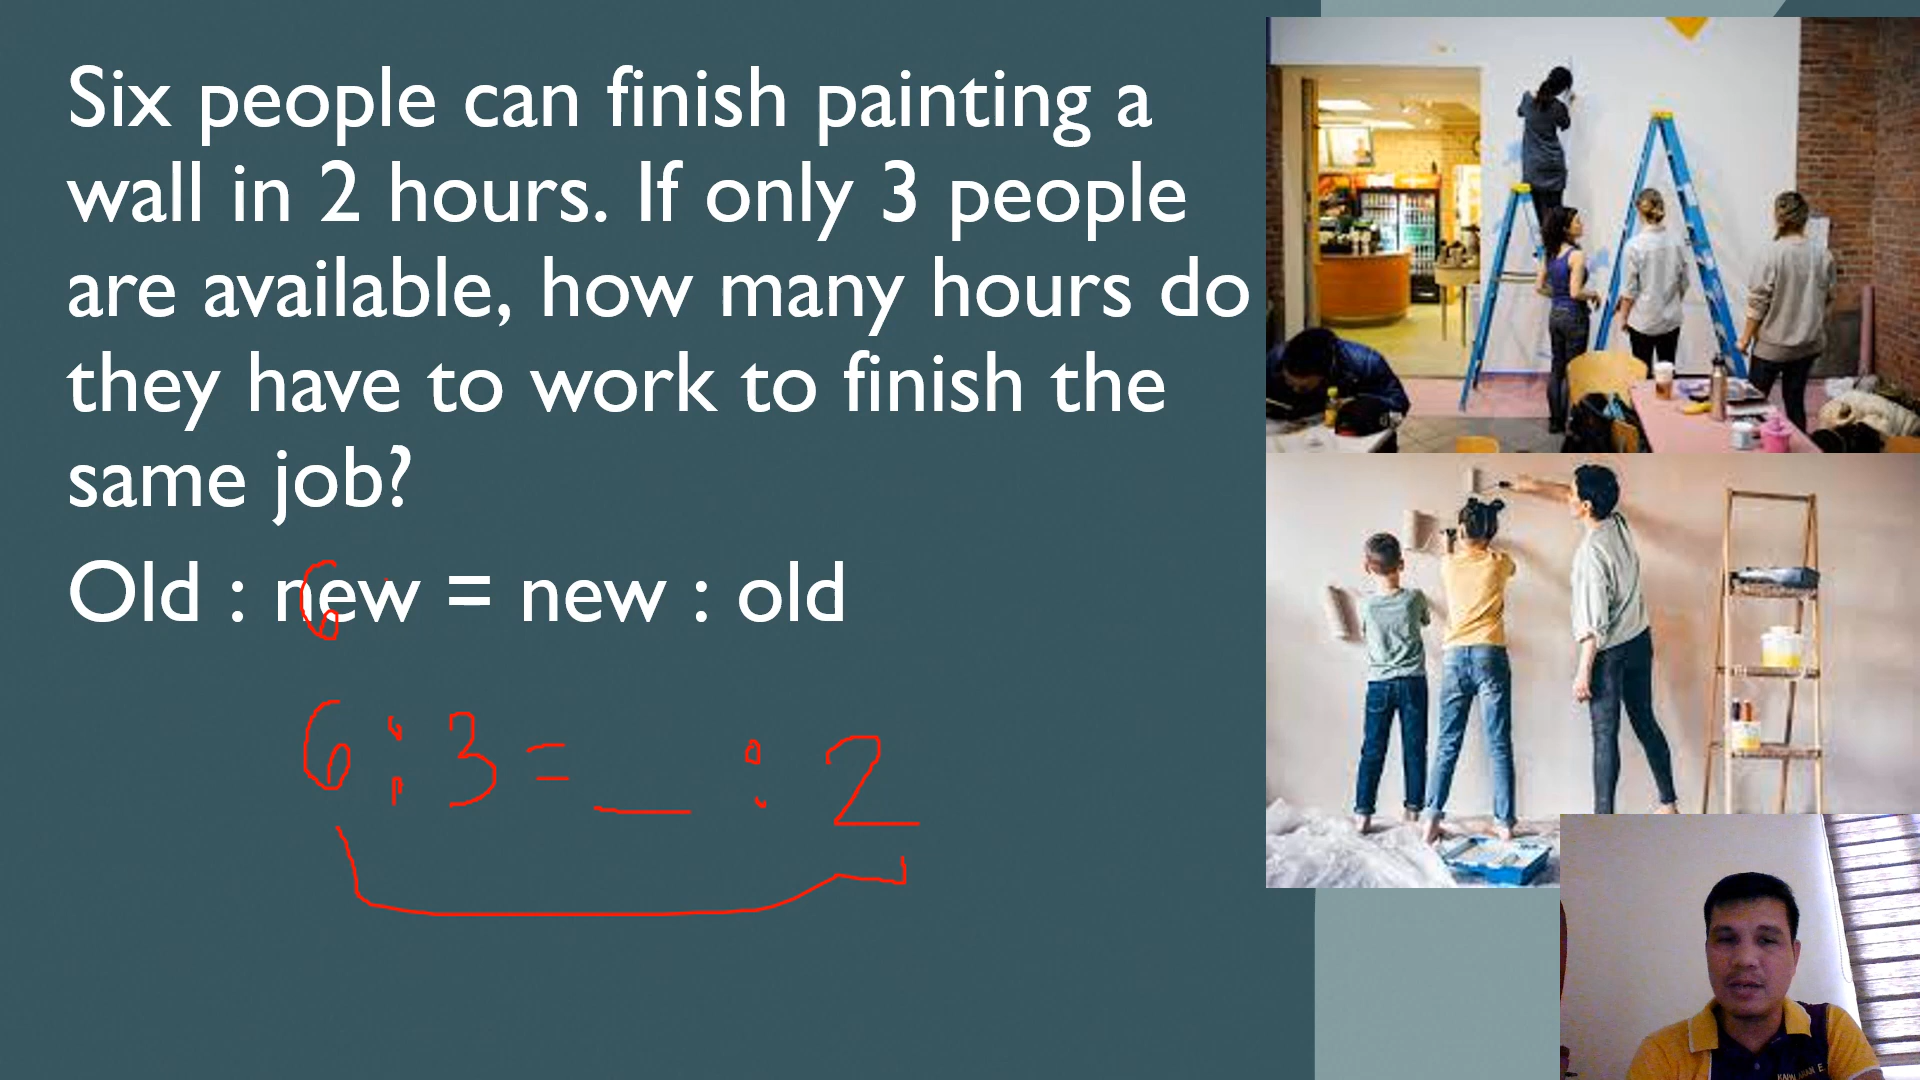 Six people can finish painting a
wall in 2 hours. If only 3 people
are available, how many hours do
they have to work to finish the
same job?
Old : new = new : old
6
6 : 3 = __ : 2